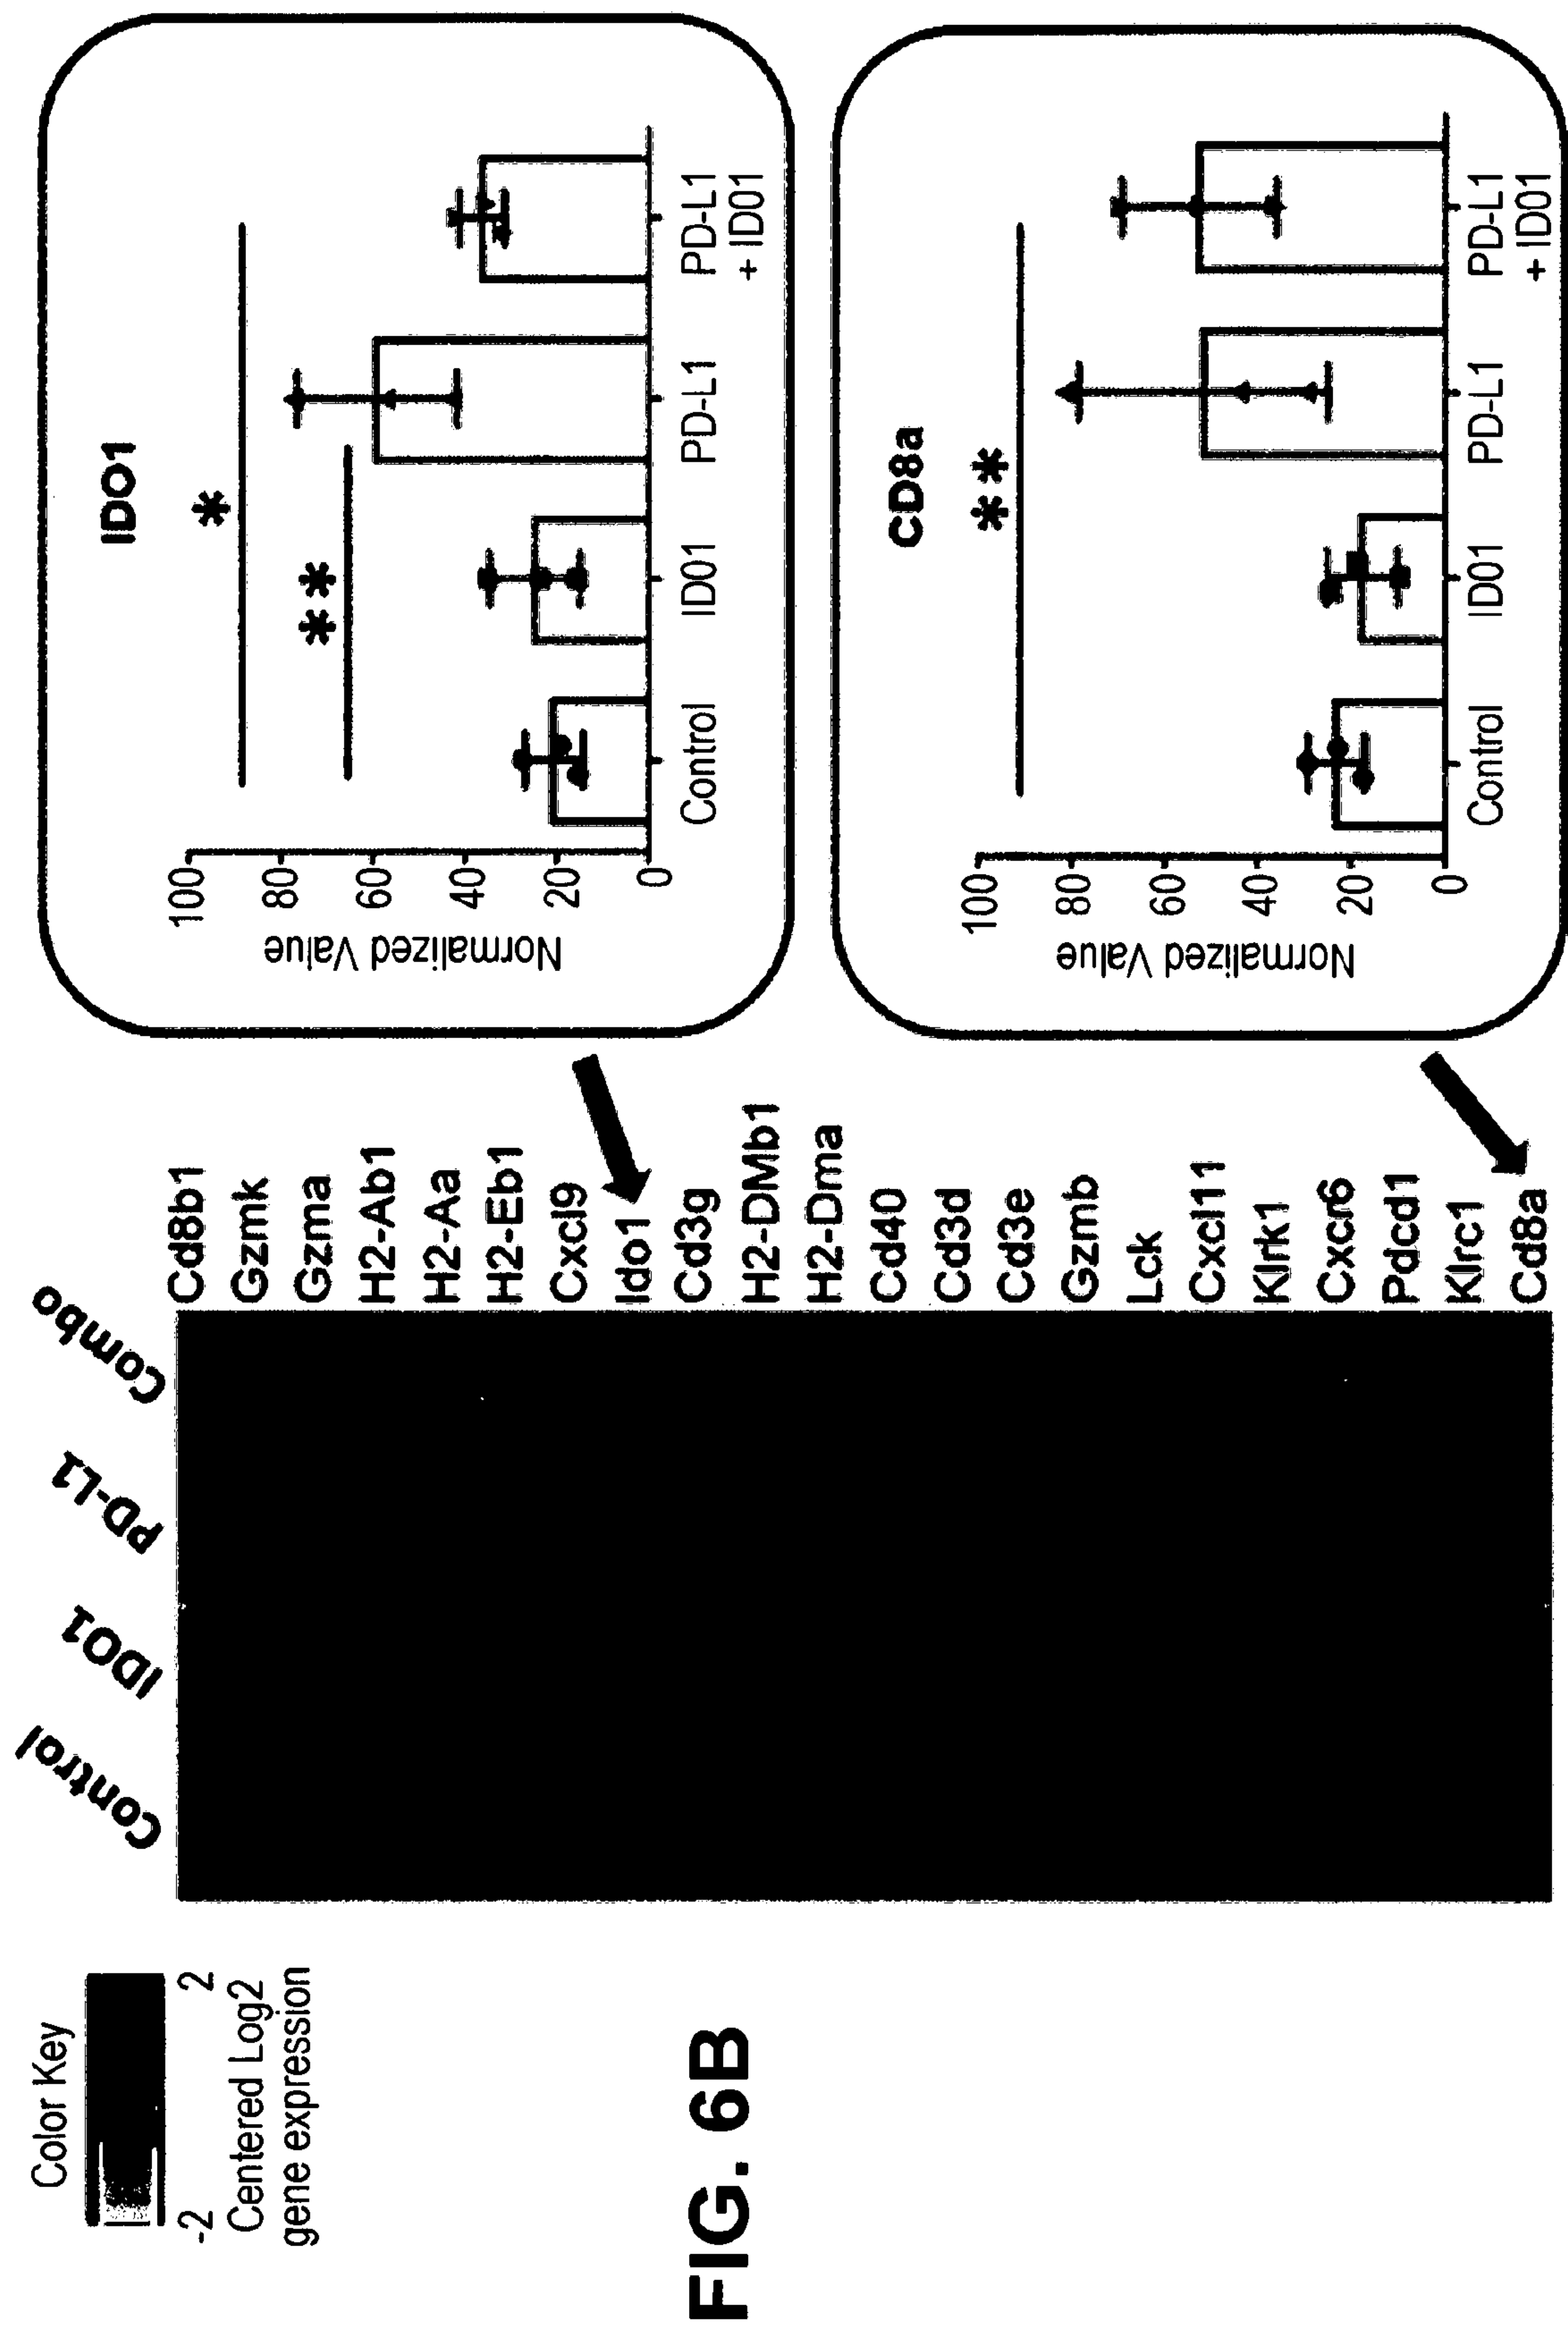 Color Key
-2 2
Centered Log2
gene expression
Control IDO1 PD-L1 Combo
Cd8b1
Gzmk
Gzma
H2-Ab1
H2-Aa
H2-Eb1
Cxcl9
Ido1
Cd3g
H2-DMb1
H2-Dma
Cd40
Cd3d
Cd3e
Gzmb
Lck
Cxcl11
Klrk1
Cxcr6
Pdcd1
Klrc1
Cd8a
IDO1
*
**
Normalized Value
100
80
60
40
20
0
Control ID01 PD-L1 PD-L1
+ ID01
CD8a
**
Normalized Value
100
80
60
40
20
0
Control ID01 PD-L1 PD-L1
+ ID01
FIG. 6B